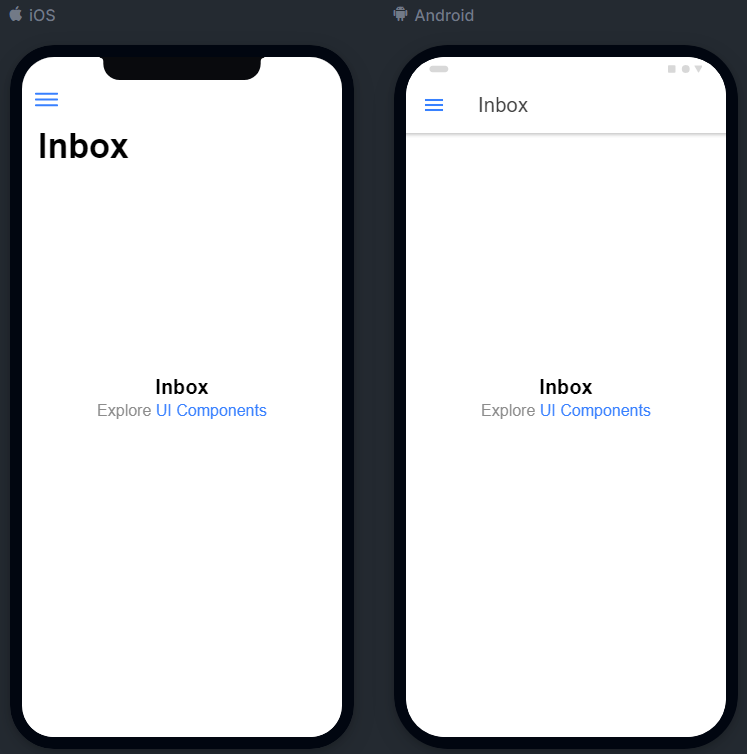 iOS
Inbox
Inbox
Explore UI Components
Android
Inbox
Inbox
Explore UI Components